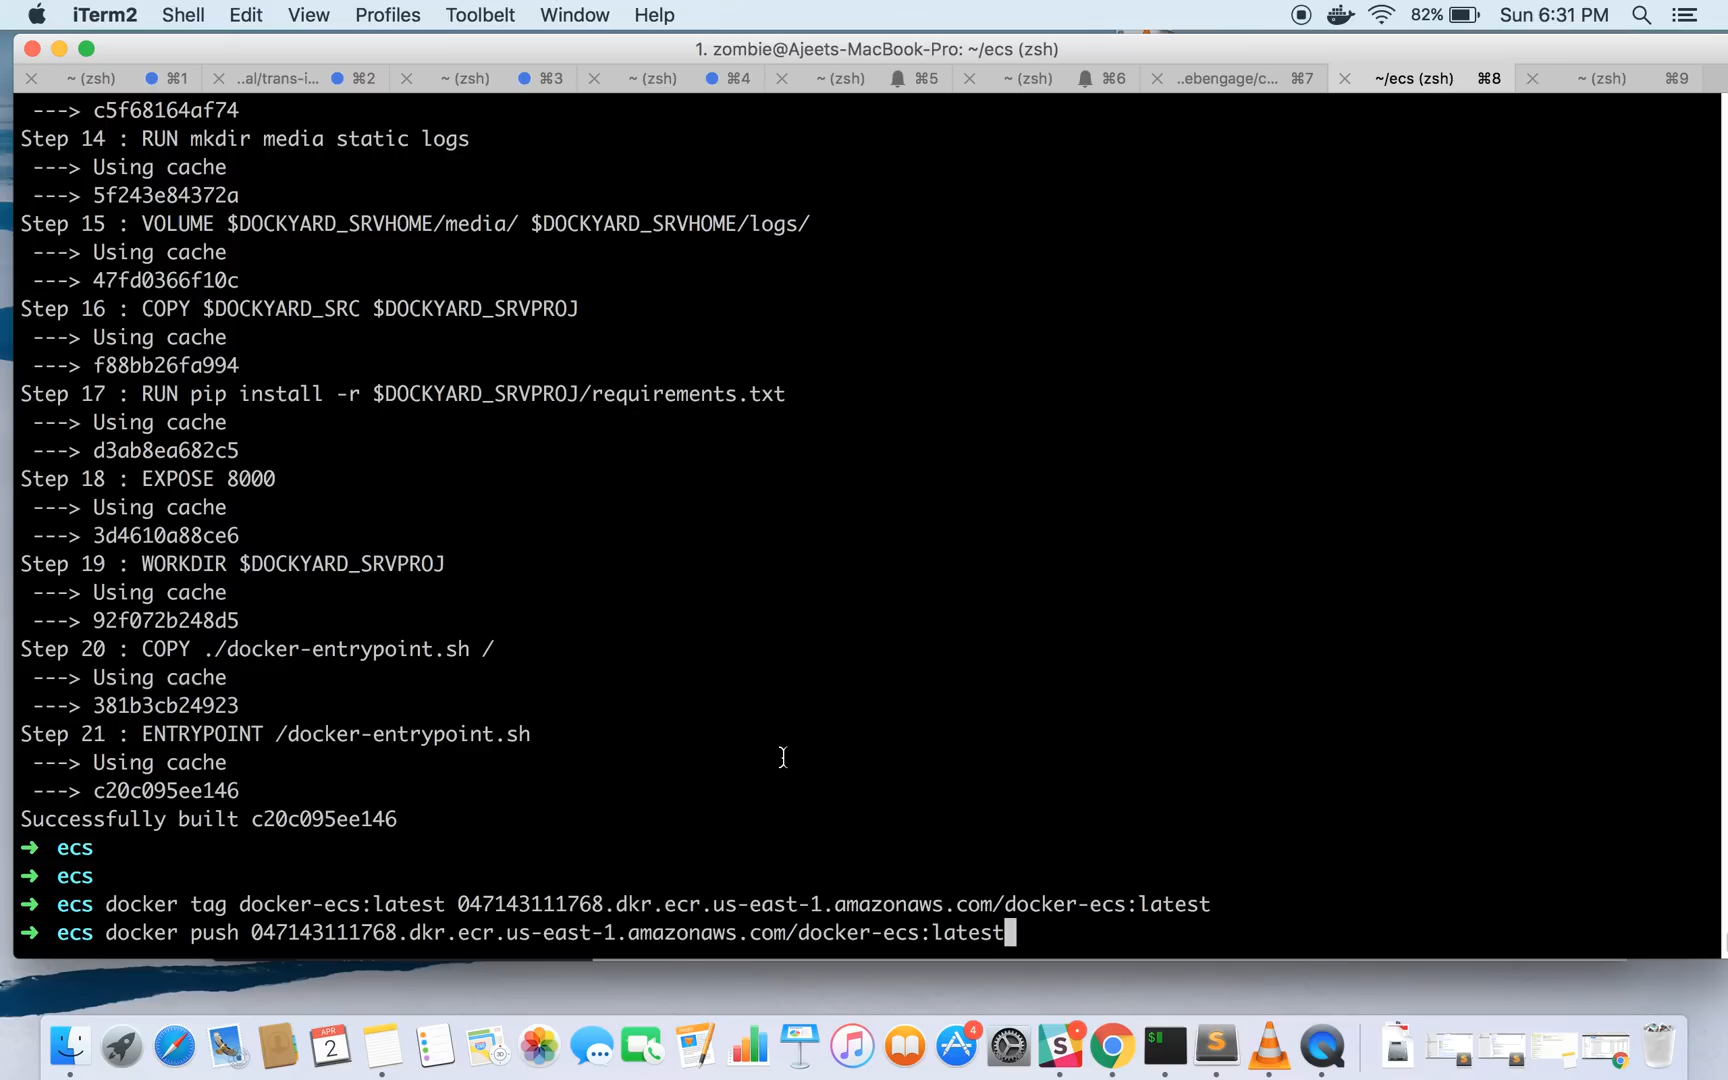 iTerm2 Shell Edit View Profiles Toolbelt Window Help 82% Sun 6:31 PM
1. zombie@Ajeets-MacBook-Pro: ~/ecs (zsh)
~ (zsh) ⌘1 ..al/trans-i... ⌘2 ~ (zsh) ⌘3 ~ (zsh) ⌘4 ~ (zsh) ⌘5 ~ (zsh) ⌘6 ..ebengage/c... ⌘7 ~/ecs (zsh) ⌘8 ~ (zsh) ⌘9
---> c5f68164af74
Step 14 : RUN mkdir media static logs
---> Using cache
---> 5f243e84372a
Step 15 : VOLUME $DOCKYARD_SRVHOME/media/ $DOCKYARD_SRVHOME/logs/
---> Using cache
---> 47fd0366f10c
Step 16 : COPY $DOCKYARD_SRC $DOCKYARD_SRVPROJ
---> Using cache
---> f88bb26fa994
Step 17 : RUN pip install -r $DOCKYARD_SRVPROJ/requirements.txt
---> Using cache
---> d3ab8ea682c5
Step 18 : EXPOSE 8000
---> Using cache
---> 3d4610a88ce6
Step 19 : WORKDIR $DOCKYARD_SRVPROJ
---> Using cache
---> 92f072b248d5
Step 20 : COPY ./docker-entrypoint.sh /
---> Using cache
---> 381b3cb24923
Step 21 : ENTRYPOINT /docker-entrypoint.sh
---> Using cache
---> c20c095ee146
Successfully built c20c095ee146
➜ ecs
➜ ecs
➜ ecs docker tag docker-ecs:latest 047143111768.dkr.ecr.us-east-1.amazonaws.com/docker-ecs:latest
➜ ecs docker push 047143111768.dkr.ecr.us-east-1.amazonaws.com/docker-ecs:latest
APR
2
3D
4
$